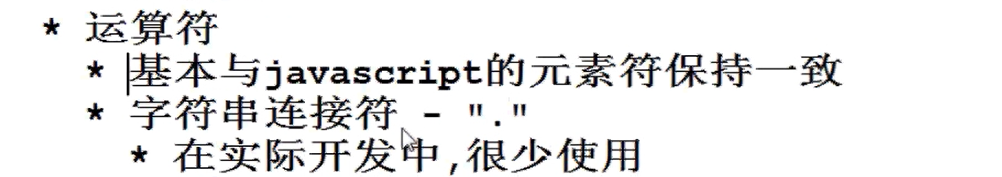 * 运算符
* 基本与javascript的元素符保持一致
* 字符串连接符 - "."
* 在实际开发中,很少使用